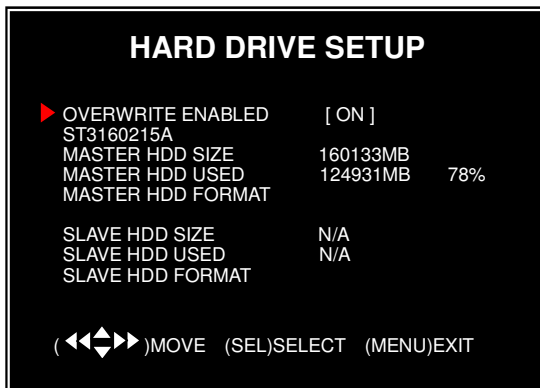 HARD DRIVE SETUP
OVERWRITE ENABLED [ ON ]
ST3160215A
MASTER HDD SIZE 160133MB
MASTER HDD USED 124931MB 78%
MASTER HDD FORMAT
SLAVE HDD SIZE N/A
SLAVE HDD USED N/A
SLAVE HDD FORMAT
( )MOVE (SEL)SELECT (MENU)EXIT